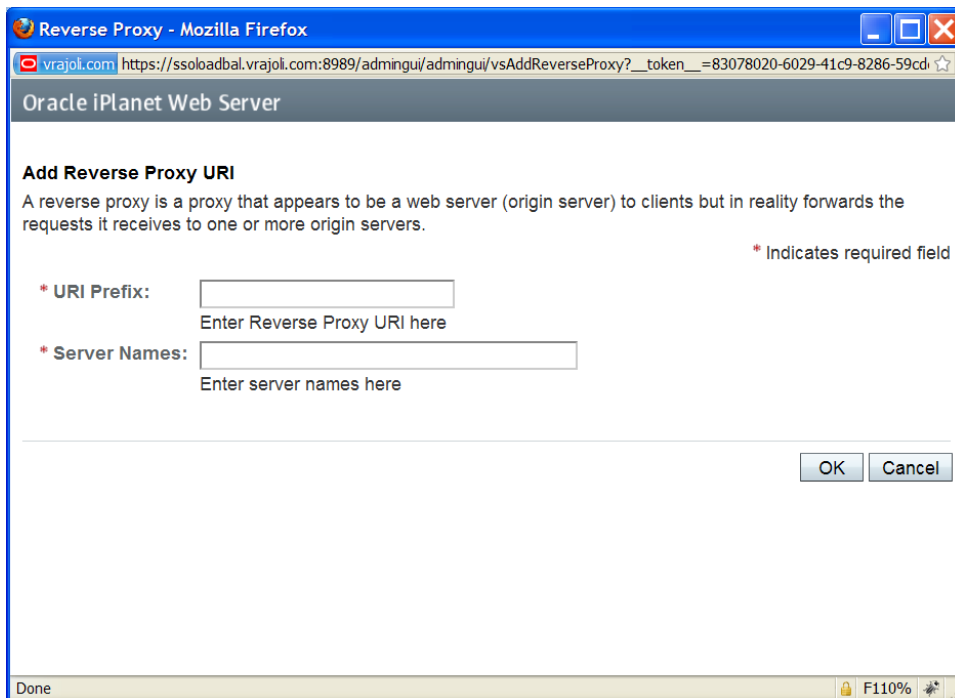 Reverse Proxy - Mozilla Firefox
vrajoli.com https://ssoloadbal.vrajoli.com:8989/admingui/admingui/vsAddReverseProxy?__token__=83078020-6029-41c9-8286-59cd
Oracle iPlanet Web Server
Add Reverse Proxy URI
A reverse proxy is a proxy that appears to be a web server (origin server) to clients but in reality forwards the
requests it receives to one or more origin servers.
* Indicates required field
* URI Prefix:
Enter Reverse Proxy URI here
* Server Names:
Enter server names here
OK Cancel
Done F110%